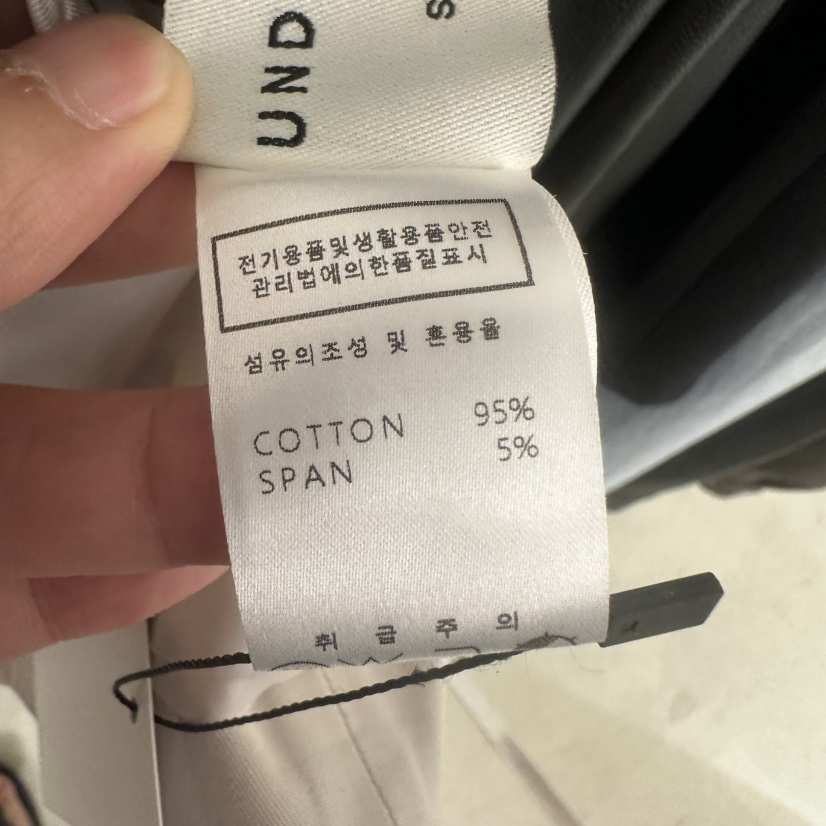 UND
S
전기용품및생활용품안전
관리법에의한품질표시
섬유의조성 및 혼용율
COTTON 95%
SPAN 5%
취급주의